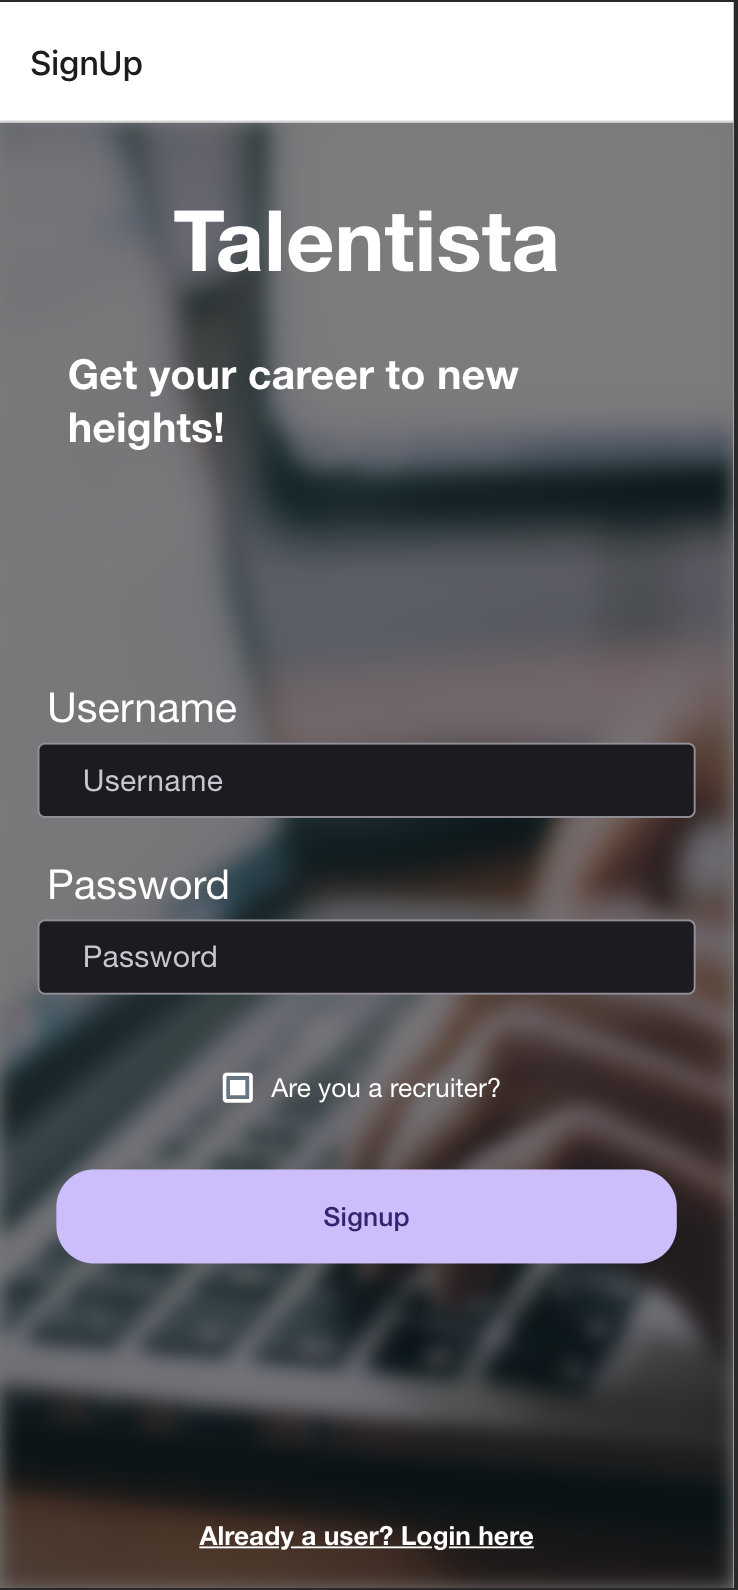 SignUp
Talentista
Get your career to new
heights!
Username
Username
Password
Password
Are you a recruiter?
Signup
Already a user? Login here